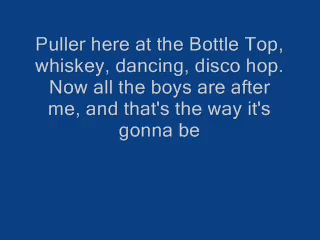 Puller here at the Bottle Top,
whiskey, dancing, disco hop.
Now all the boys are after
me, and that's the way it's
gonna be